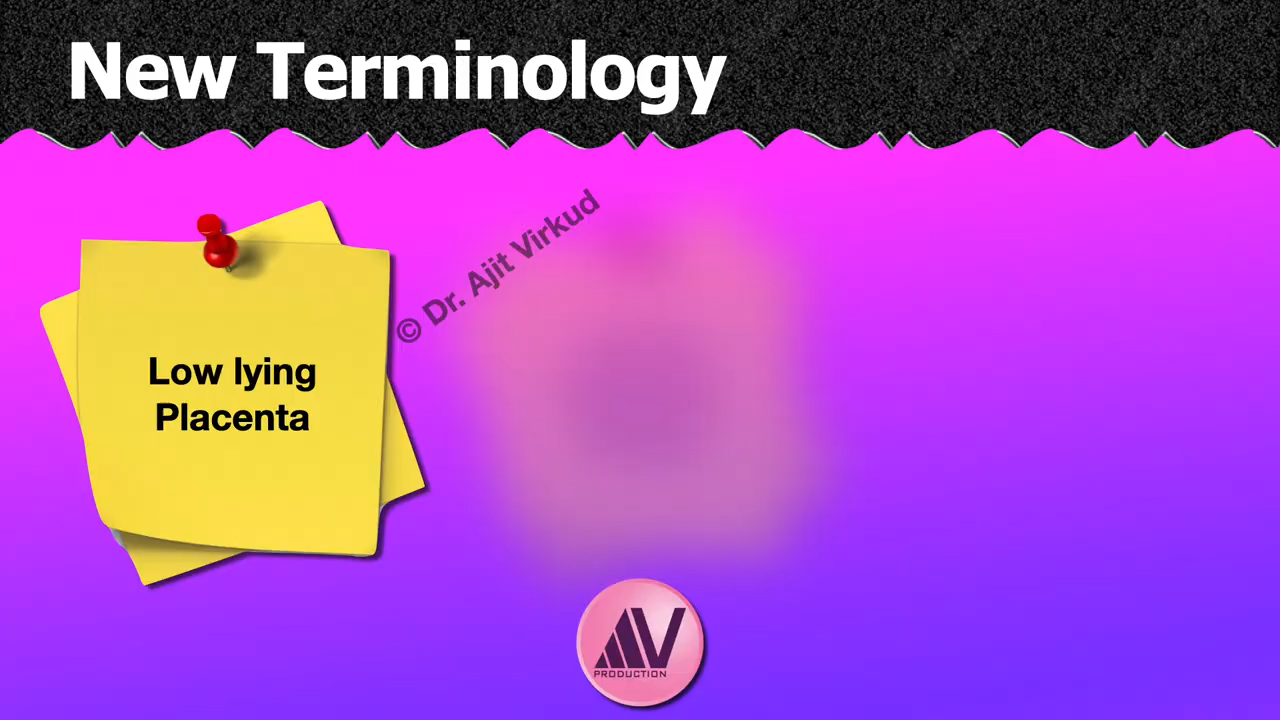 New Terminology
© Dr. Ajit Virkud
Low lying
Placenta
AV
PRODUCTION